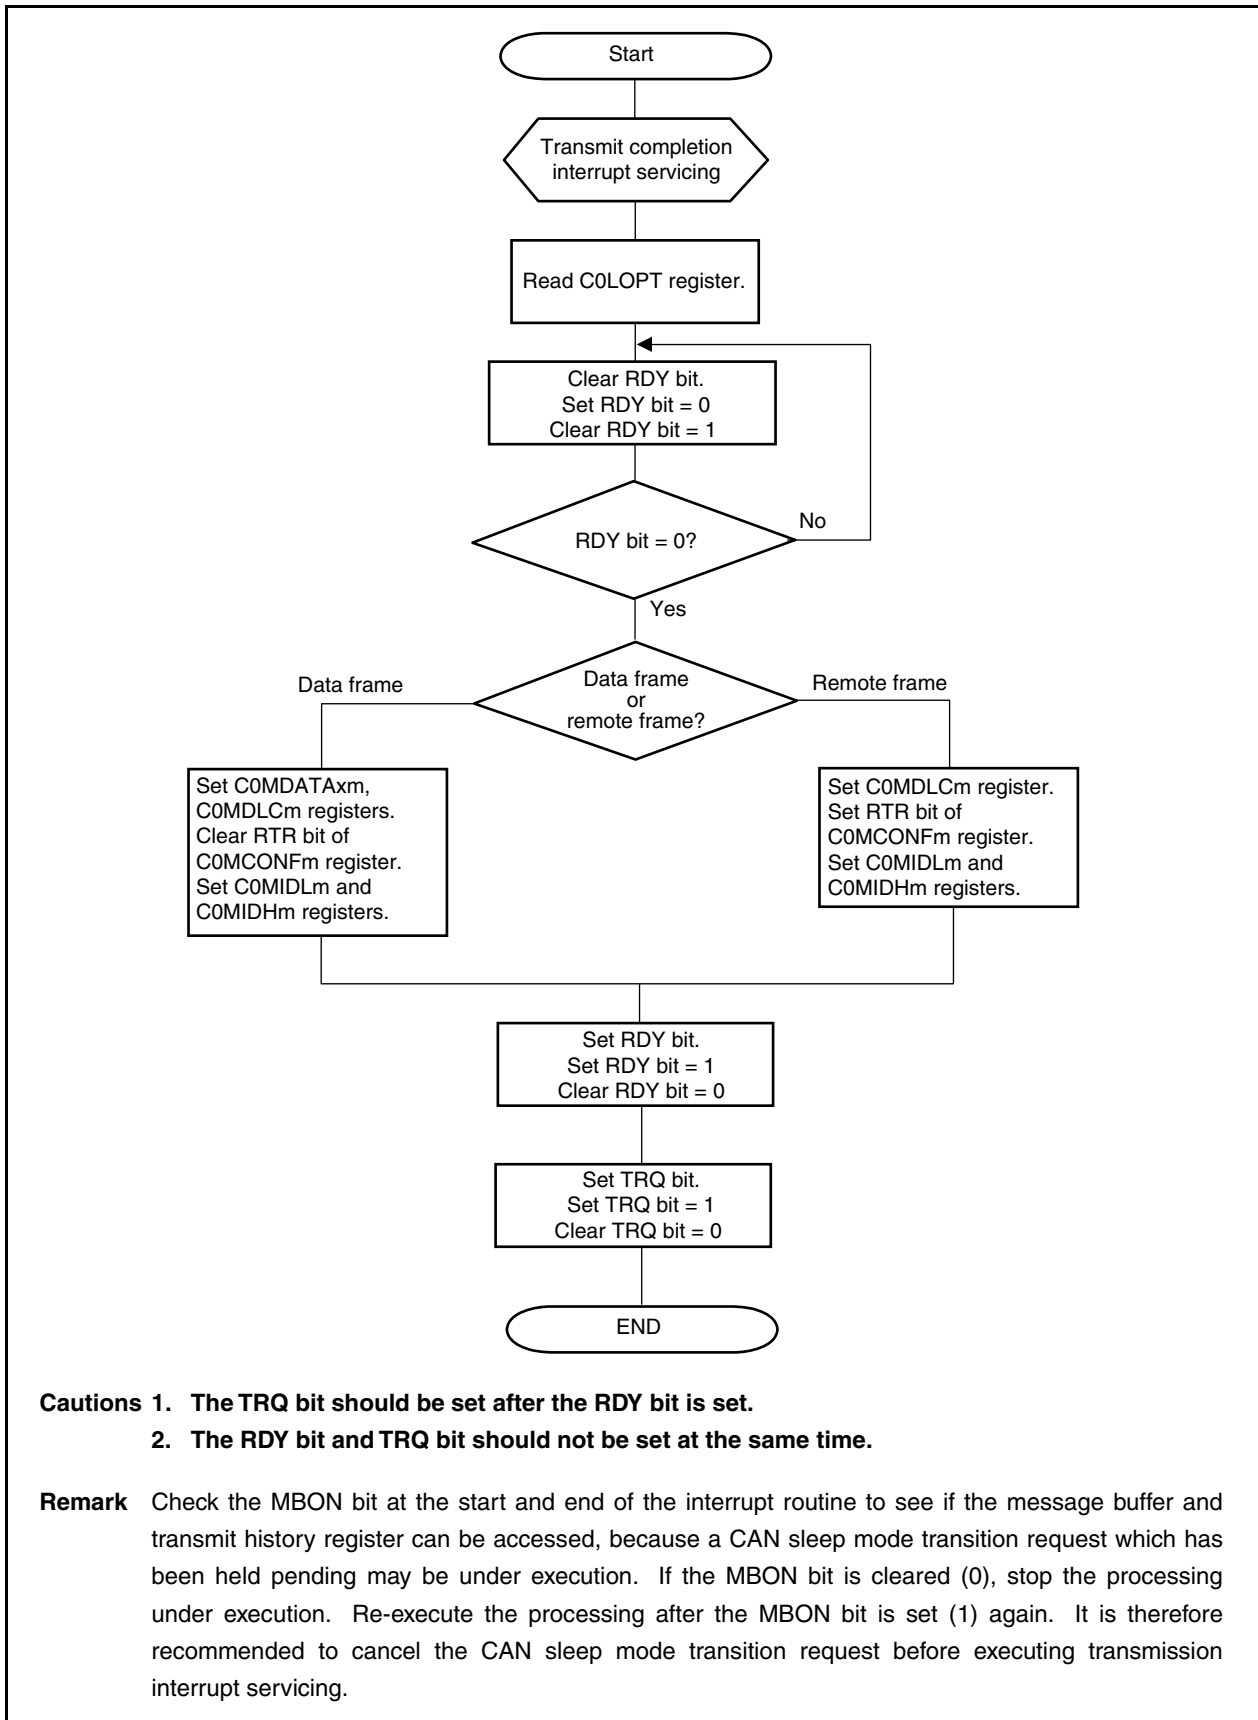 Start
Transmit completion
interrupt servicing
Read C0LOPT register.
Clear RDY bit.
Set RDY bit = 0
Clear RDY bit = 1
No
RDY bit = 0?
Yes
Data frame
Data frame
or
remote frame?
Remote frame
Set C0MDATAxm,
C0MDLCm registers.
Clear RTR bit of
C0MCONFm register.
Set C0MIDLm and
C0MIDHm registers.
Set C0MDLCm register.
Set RTR bit of
C0MCONFm register.
Set C0MIDLm and
C0MIDHm registers.
Set RDY bit.
Set RDY bit = 1
Clear RDY bit = 0
Set TRQ bit.
Set TRQ bit = 1
Clear TRQ bit = 0
END
Cautions 1. The TRQ bit should be set after the RDY bit is set.
2. The RDY bit and TRQ bit should not be set at the same time.
Remark Check the MBON bit at the start and end of the interrupt routine to see if the message buffer and
transmit history register can be accessed, because a CAN sleep mode transition request which has
been held pending may be under execution. If the MBON bit is cleared (0), stop the processing
under execution. Re-execute the processing after the MBON bit is set (1) again. It is therefore
recommended to cancel the CAN sleep mode transition request before executing transmission
interrupt servicing.